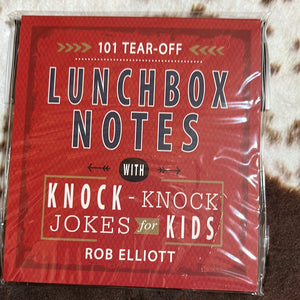 101 TEAR-OFF
LUNCHBOX
NOTES
WITH
KNOCK - KNOCK
JOKES for KIDS
ROB ELLIOTT